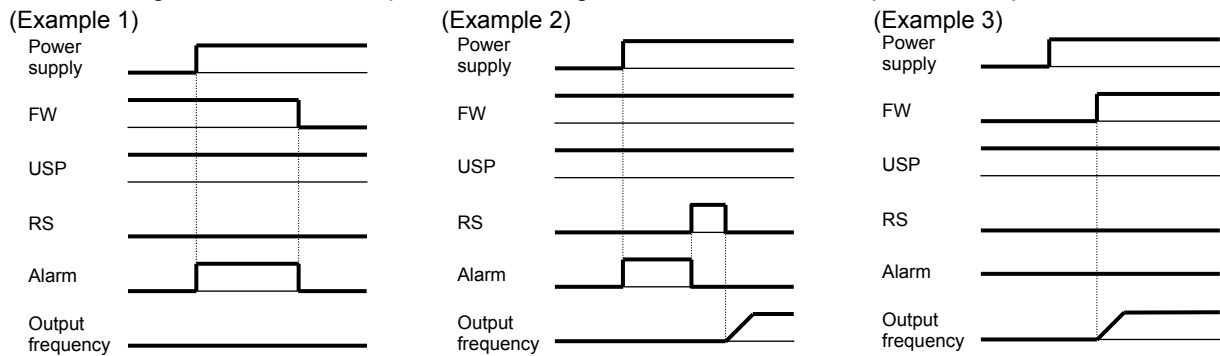 (Example 1)
Power
supply
FW
USP
RS
Alarm
Output
frequency
(Example 2)
Power
supply
FW
USP
RS
Alarm
Output
frequency
(Example 3)
Power
supply
FW
USP
RS
Alarm
Output
frequency